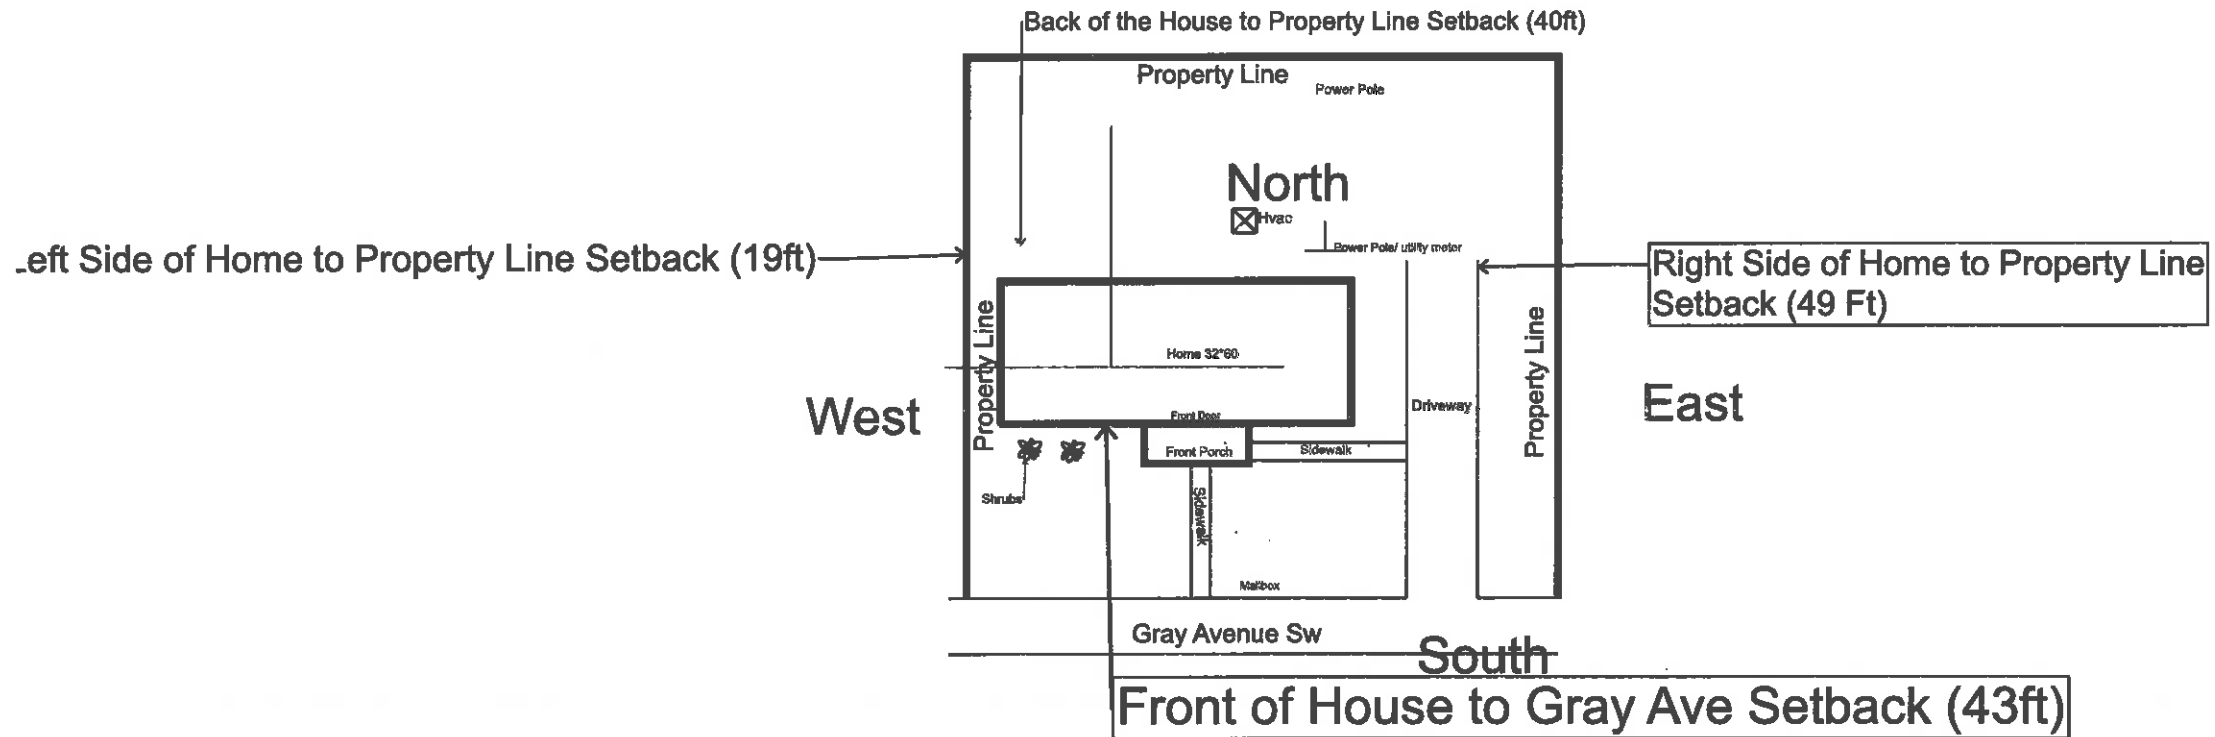 Back of the House to Property Line Setback (40ft)
Property Line
Power Pole
North
Hvac
Power Pole/ utility meter
eft Side of Home to Property Line Setback (19ft)
Right Side of Home to Property Line
Setback (49 Ft)
Property Line
Home 32*60
Property Line
West
East
Driveway
Front Door
Front Porch
Sidewalk
Shrubs
Sidewalk
Mailbox
Gray Avenue Sw
South
Front of House to Gray Ave Setback (43ft)